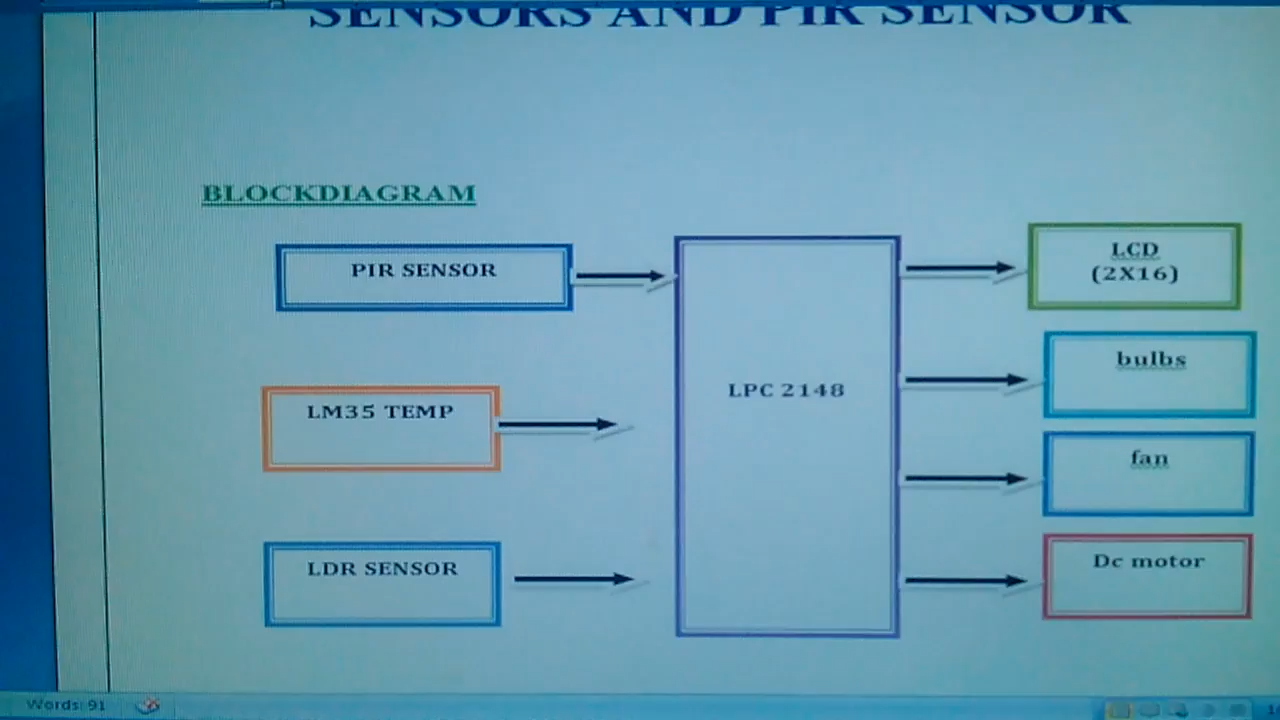 SENSORS AND PIR SENSOR
BLOCKDIAGRAM
PIR SENSOR
LM35 TEMP
LDR SENSOR
LPC 2148
LCD
(2X16)
bulbs
fan
Dc motor
Words: 91